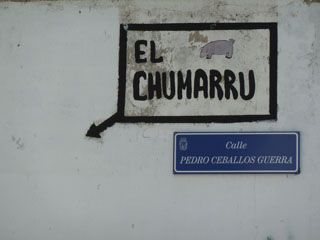 EL
CHUMARRU
Calle
PEDRO CEBALLOS GUERRA